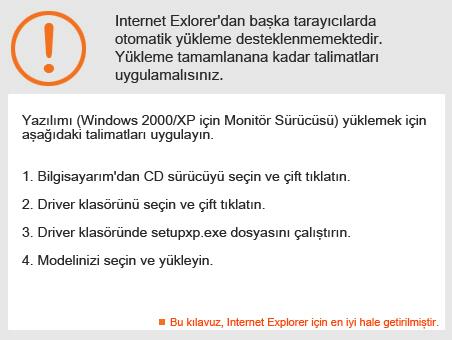 Internet Exlorer'dan başka tarayıcılarda
otomatik yükleme desteklenmemektedir.
Yükleme tamamlanana kadar talimatları
uygulamalısınız.
Yazılımı (Windows 2000/XP için Monitör Sürücüsü) yüklemek için
aşağıdaki talimatları uygulayın.
1. Bilgisayarım'dan CD sürücüyü seçin ve çift tıklatın.
2. Driver klasörünü seçin ve çift tıklatın.
3. Driver klasöründe setupxp.exe dosyasını çalıştırın.
4. Modelinizi seçin ve yükleyin.
Bu kılavuz, Internet Explorer için en iyi hale getirilmiştir.